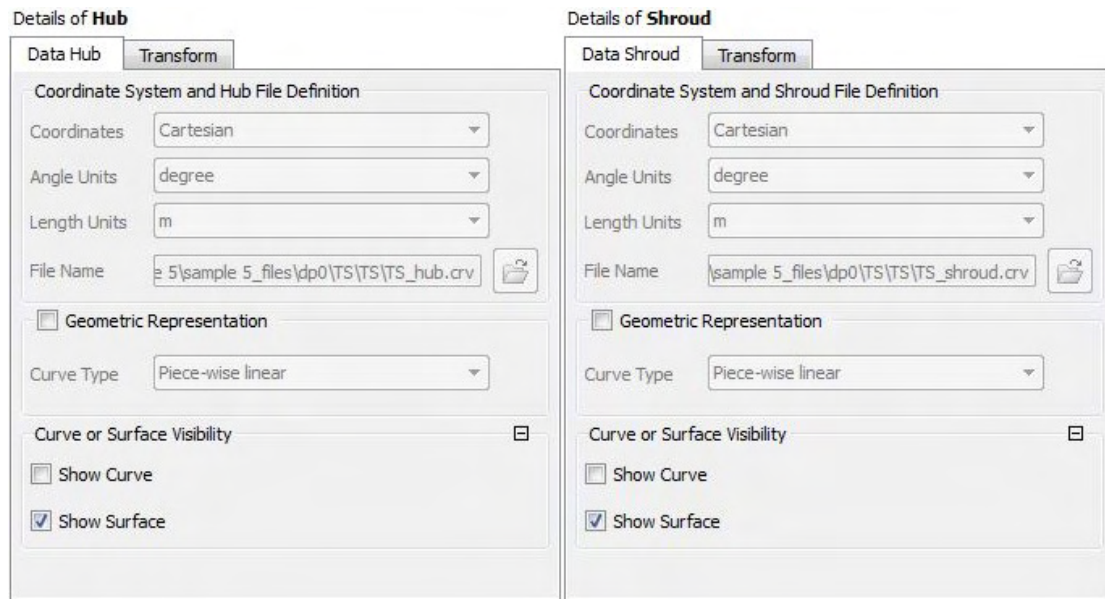 Details of Hub
Data Hub
Transform
Coordinate System and Hub File Definition
Coordinates
Cartesian
Angle Units
degree
Length Units
m
File Name
e 5\sample 5_files\dp0\TS\TS\TS_hub.crv
Geometric Representation
Curve Type
Piece-wise linear
Curve or Surface Visibility
Show Curve
Show Surface
Details of Shroud
Data Shroud
Transform
Coordinate System and Shroud File Definition
Coordinates
Cartesian
Angle Units
degree
Length Units
m
File Name
\sample 5_files\dp0\TS\TS\TS_shroud.crv
Geometric Representation
Curve Type
Piece-wise linear
Curve or Surface Visibility
Show Curve
Show Surface